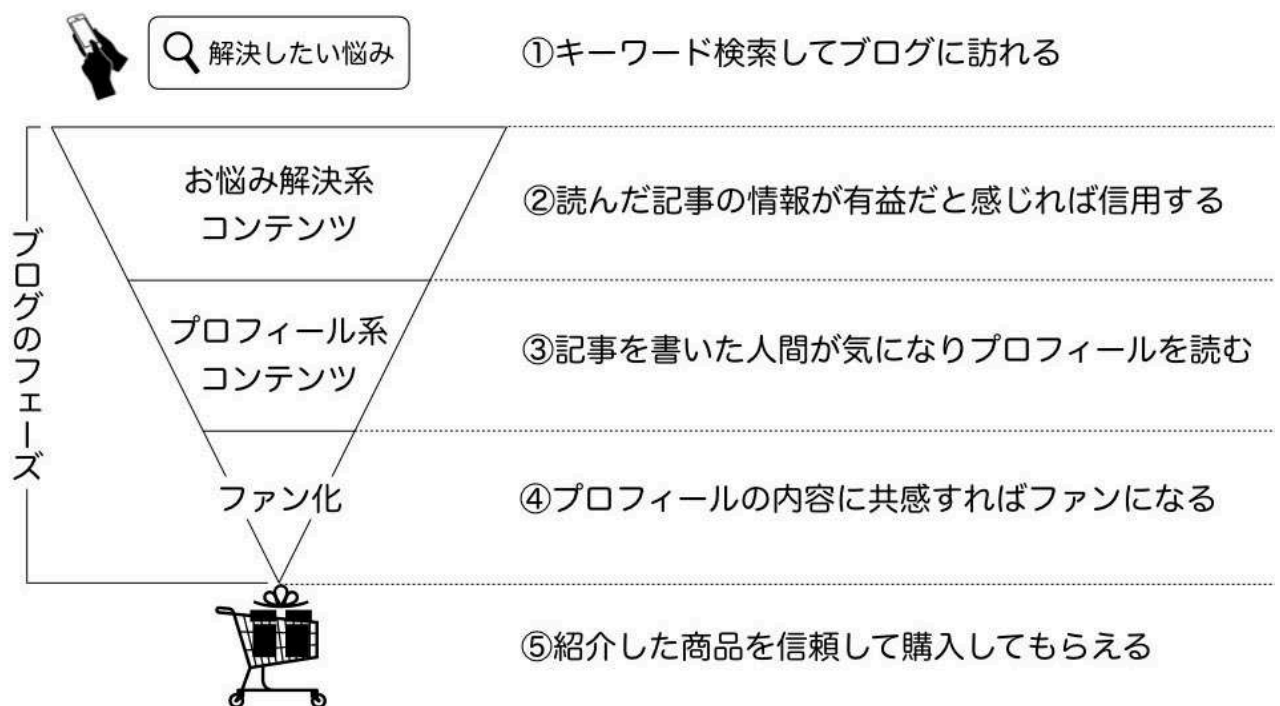 解決したい悩み
①キーワード検索してブログに訪れる
ブログのフェーズ
お悩み解決系
コンテンツ
②読んだ記事の情報が有益だと感じれば信用する
プロフィール系
コンテンツ
③記事を書いた人間が気になりプロフィールを読む
ファン化
④プロフィールの内容に共感すればファンになる
⑤紹介した商品を信頼して購入してもらえる